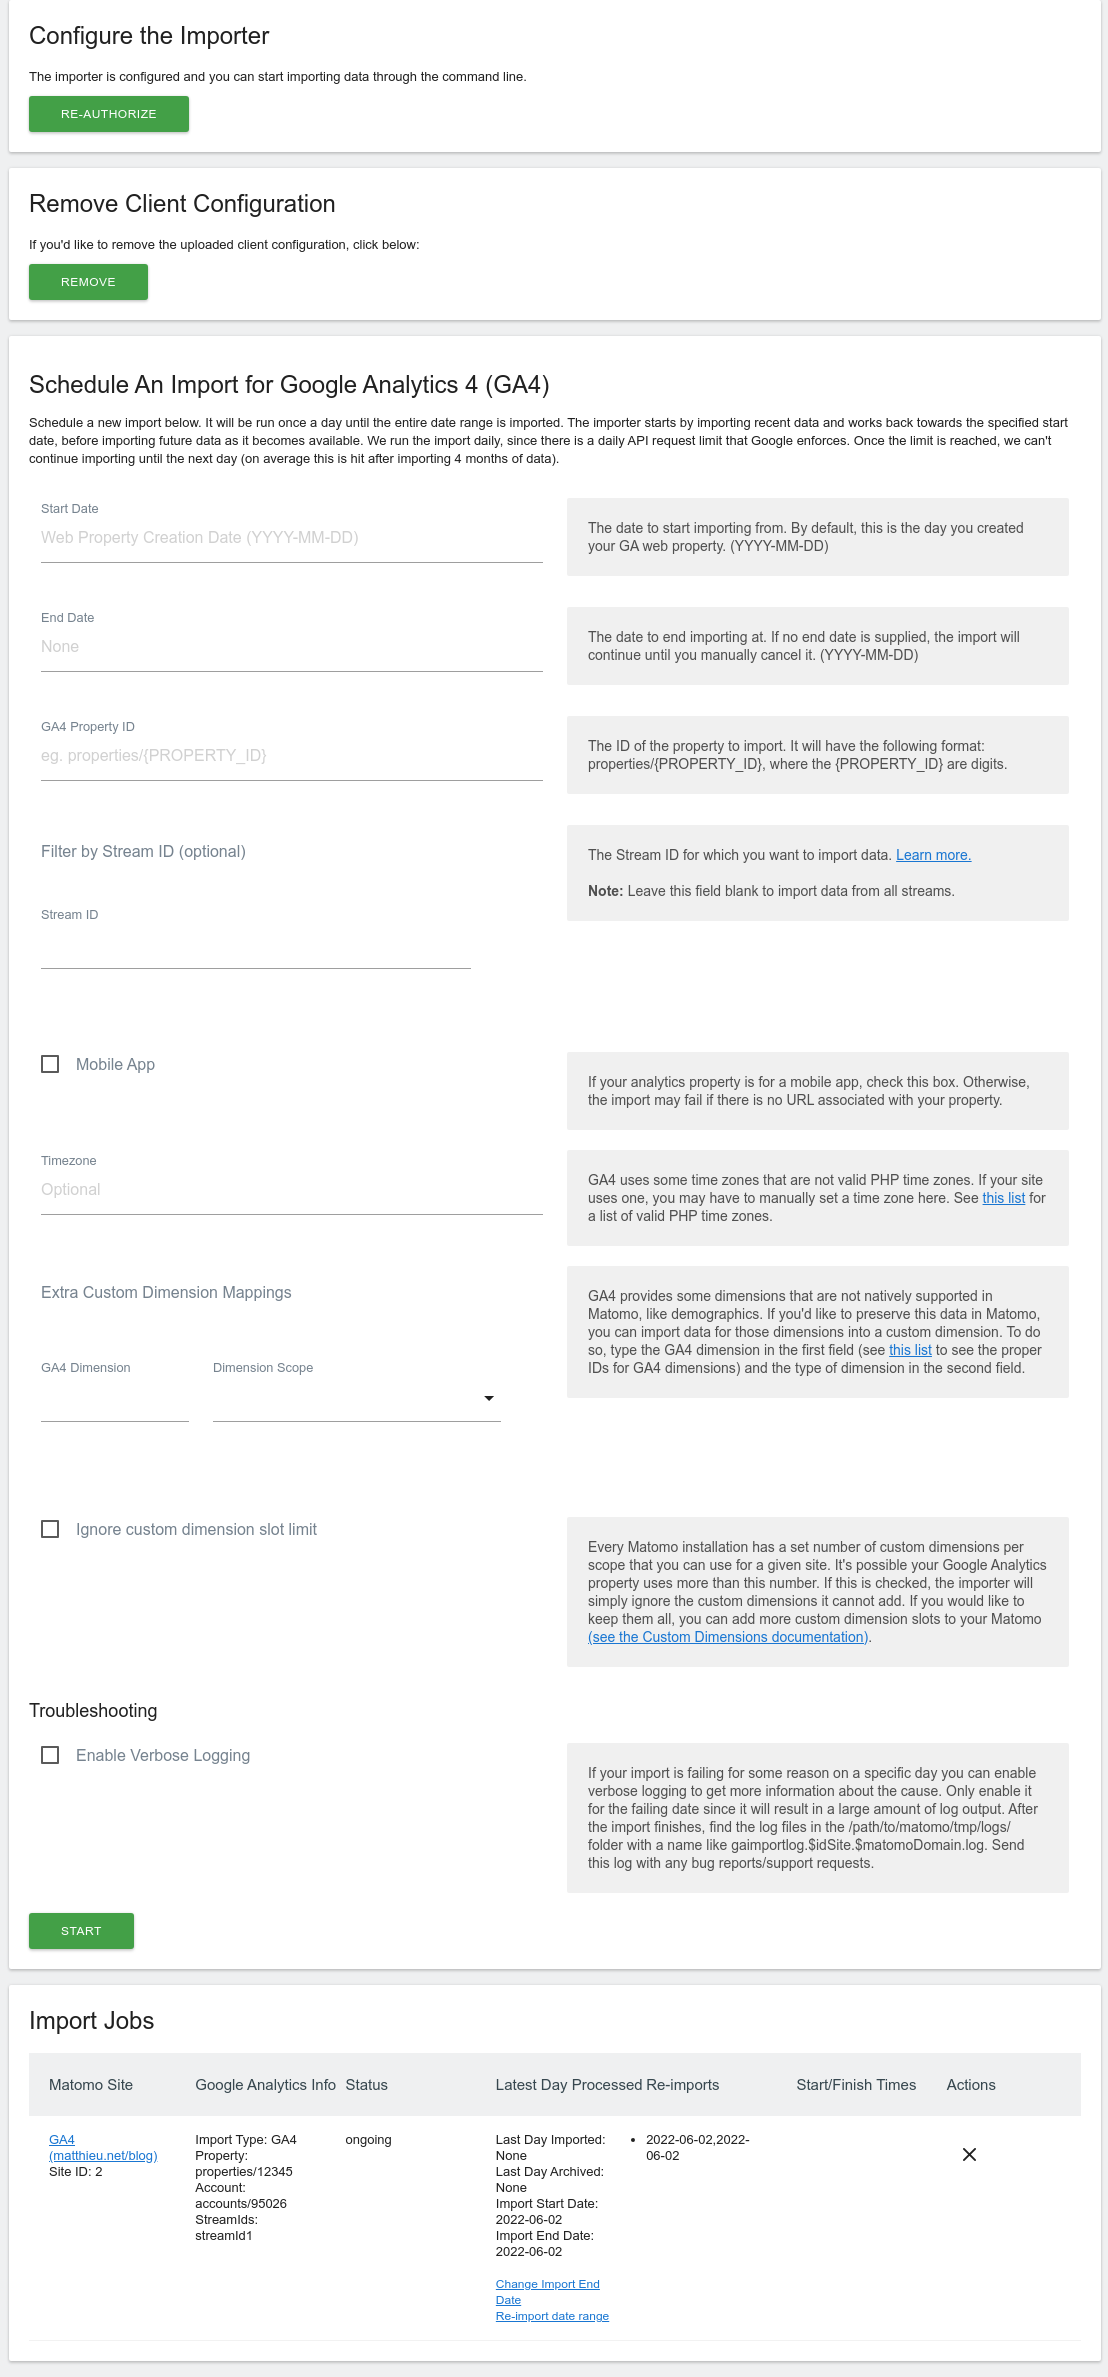 Configure the Importer
The importer is configured and you can start importing data through the command line.
RE-AUTHORIZE
Remove Client Configuration
If you'd like to remove the uploaded client configuration, click below:
REMOVE
Schedule An Import for Google Analytics 4 (GA4)
Schedule a new import below. It will be run once a day until the entire date range is imported. The importer starts by importing recent data and works back towards the specified start
date, before importing future data as it becomes available. We run the import daily, since there is a daily API request limit that Google enforces. Once the limit is reached, we can't
continue importing until the next day (on average this is hit after importing 4 months of data).
Start Date
Web Property Creation Date (YYYY-MM-DD)
The date to start importing from. By default, this is the day you created
your GA web property. (YYYY-MM-DD)
End Date
None
The date to end importing at. If no end date is supplied, the import will
continue until you manually cancel it. (YYYY-MM-DD)
GA4 Property ID
eg. properties/{PROPERTY_ID}
The ID of the property to import. It will have the following format:
properties/{PROPERTY_ID}, where the {PROPERTY_ID} are digits.
Filter by Stream ID (optional)
Stream ID
The Stream ID for which you want to import data. Learn more.
Note: Leave this field blank to import data from all streams.
Mobile App
If your analytics property is for a mobile app, check this box. Otherwise,
the import may fail if there is no URL associated with your property.
Timezone
Optional
GA4 uses some time zones that are not valid PHP time zones. If your site
uses one, you may have to manually set a time zone here. See this list for
a list of valid PHP time zones.
Extra Custom Dimension Mappings
GA4 Dimension Dimension Scope
GA4 provides some dimensions that are not natively supported in
Matomo, like demographics. If you'd like to preserve this data in Matomo,
you can import data for those dimensions into a custom dimension. To do
so, type the GA4 dimension in the first field (see this list to see the proper
IDs for GA4 dimensions) and the type of dimension in the second field.
Ignore custom dimension slot limit
Every Matomo installation has a set number of custom dimensions per
scope that you can use for a given site. It's possible your Google Analytics
property uses more than this number. If this is checked, the importer will
simply ignore the custom dimensions it cannot add. If you would like to
keep them all, you can add more custom dimension slots to your Matomo
(see the Custom Dimensions documentation).
Troubleshooting
Enable Verbose Logging
If your import is failing for some reason on a specific day you can enable
verbose logging to get more information about the cause. Only enable it
for the failing date since it will result in a large amount of log output. After
the import finishes, find the log files in the /path/to/matomo/tmp/logs/
folder with a name like gaimportlog.$idSite.$matomoDomain.log. Send
this log with any bug reports/support requests.
START
Import Jobs
Matomo Site Google Analytics Info Status Latest Day Processed Re-imports Start/Finish Times Actions
GA4
(matthieu.net/blog)
Site ID: 2
Import Type: GA4
Property:
properties/12345
Account:
accounts/95026
StreamIds:
streamId1
ongoing
Last Day Imported:
None
Last Day Archived:
None
Import Start Date:
2022-06-02
Import End Date:
2022-06-02
Change Import End
Date
Re-import date range
• 2022-06-02,2022-
06-02